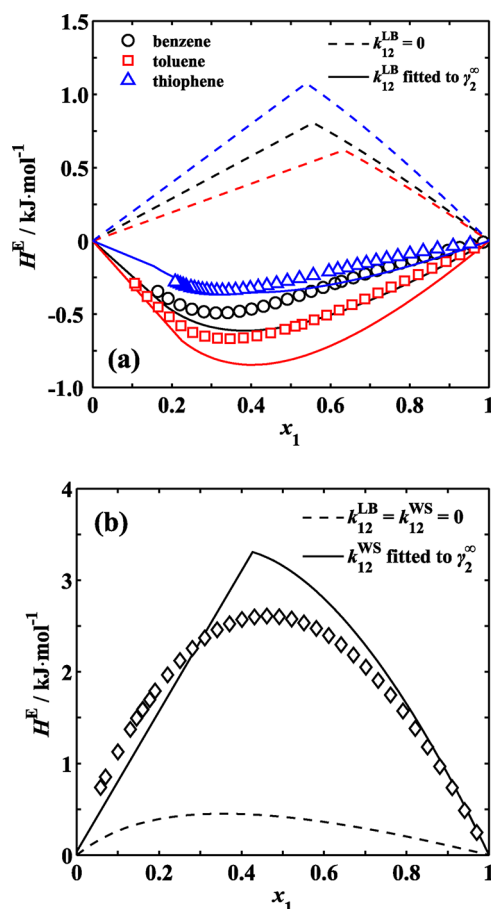 (a)
benzene
toluene
thiophene
k₁₂ᴸᴮ = 0
k₁₂ᴸᴮ fitted to γ₂^∞
1.5
1.0
0.5
0
-0.5
-1.0
Hᴱ / kJ·mol⁻¹
0 0.2 0.4 0.6 0.8 1
x₁
(b)
k₁₂ᴸᴮ = k₁₂ᵂˢ = 0
k₁₂ᵂˢ fitted to γ₂^∞
4
3
2
1
0
Hᴱ / kJ·mol⁻¹
0 0.2 0.4 0.6 0.8 1
x₁